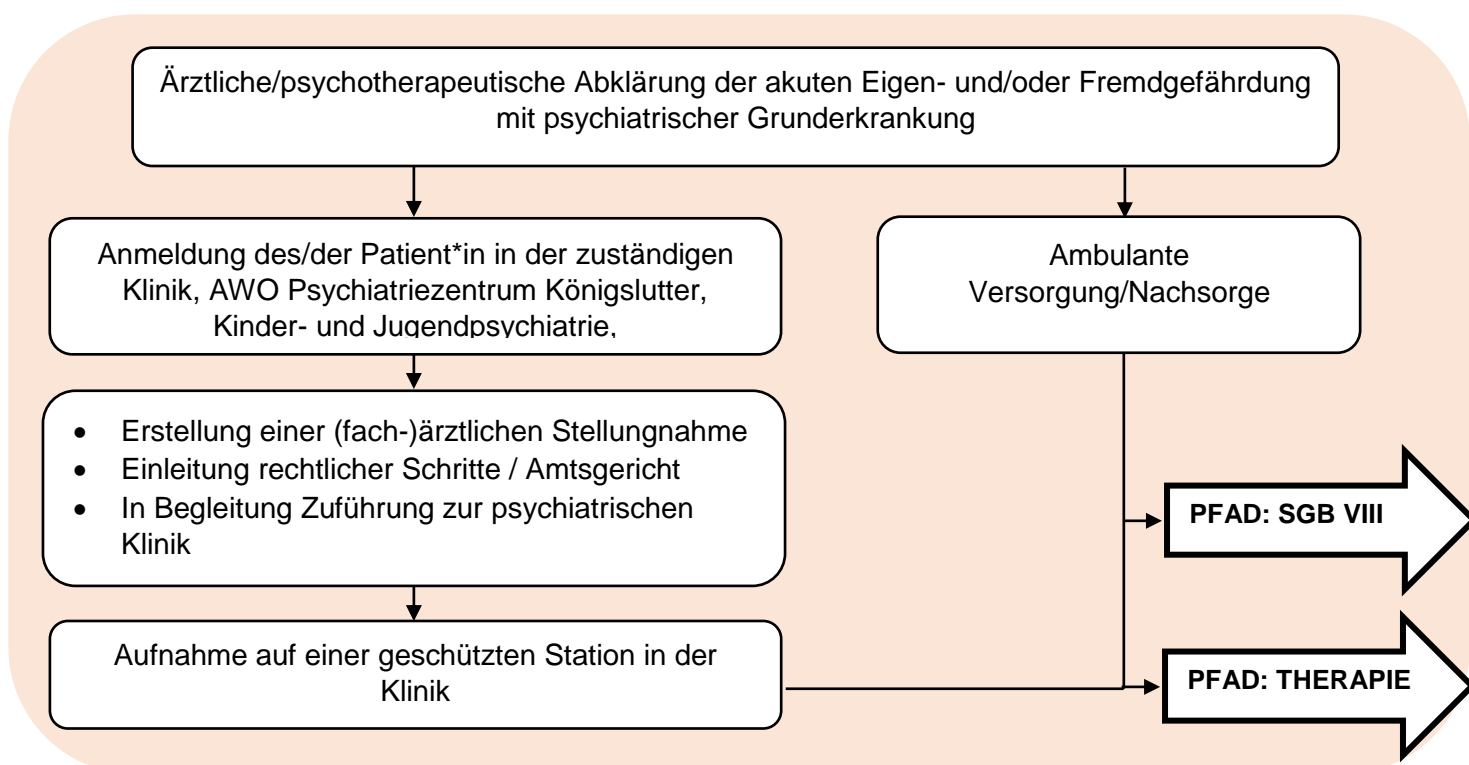 Ärztliche/psychotherapeutische Abklärung der akuten Eigen- und/oder Fremdgefährdung
mit psychiatrischer Grunderkrankung
Anmeldung des/der Patient*in in der zuständigen
Klinik, AWO Psychiatriezentrum Königslutter,
Kinder- und Jugendpsychiatrie,
Ambulante
Versorgung/Nachsorge
• Erstellung einer (fach-)ärztlichen Stellungnahme
• Einleitung rechtlicher Schritte / Amtsgericht
• In Begleitung Zuführung zur psychiatrischen
Klinik
PFAD: SGB VIII
Aufnahme auf einer geschützten Station in der
Klinik
PFAD: THERAPIE